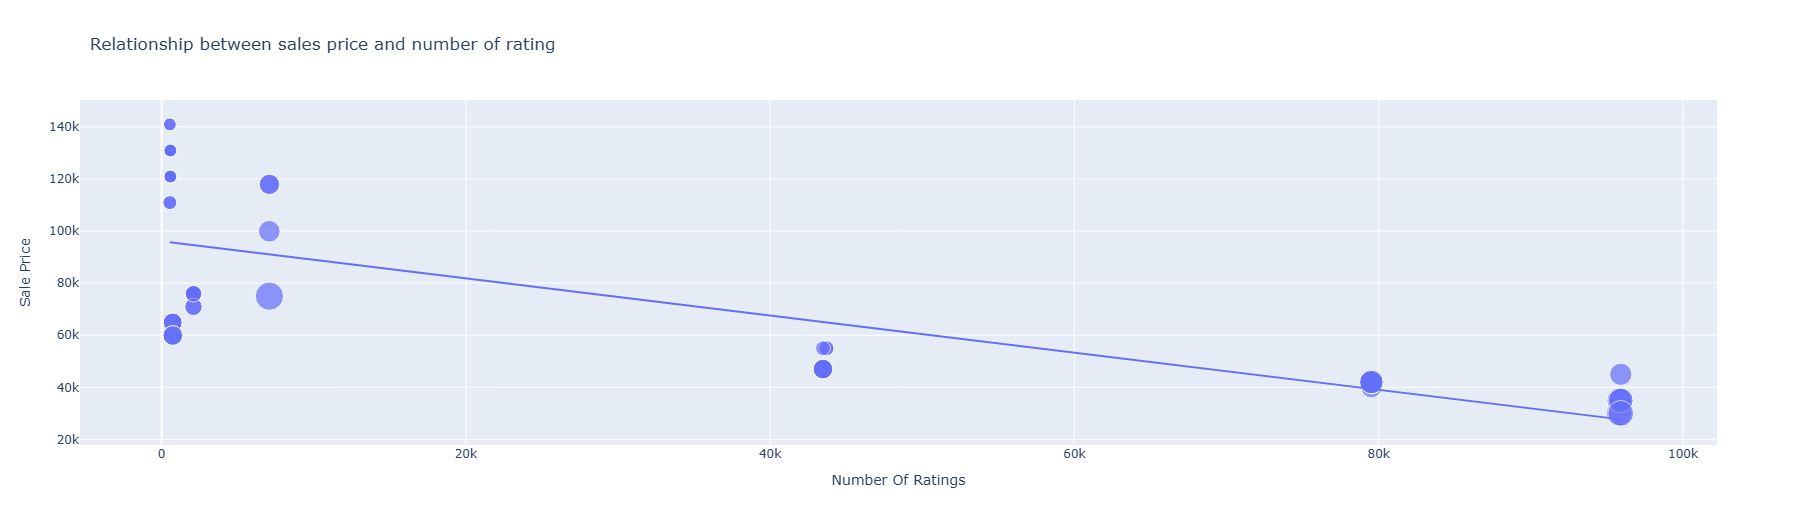 Relationship between sales price and number of rating
140k
120k
100k
80k
60k
40k
20k
Sale Price
0 20k 40k 60k 80k 100k
Number Of Ratings